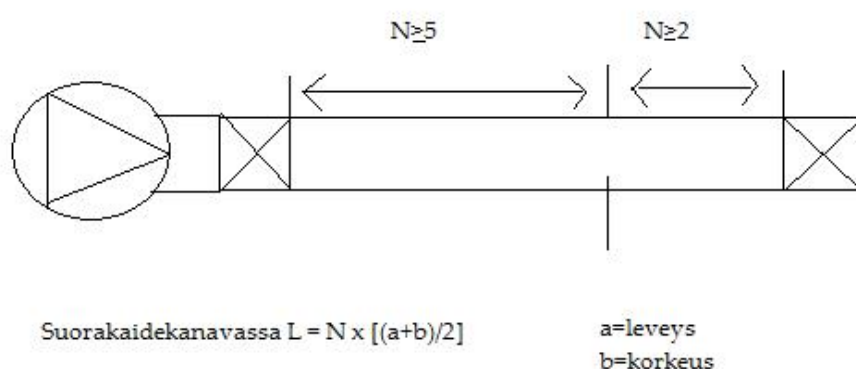 N≥5
N≥2
Suorakaidekanavassa L = N x [(a+b)/2]
a=leveys
b=korkeus